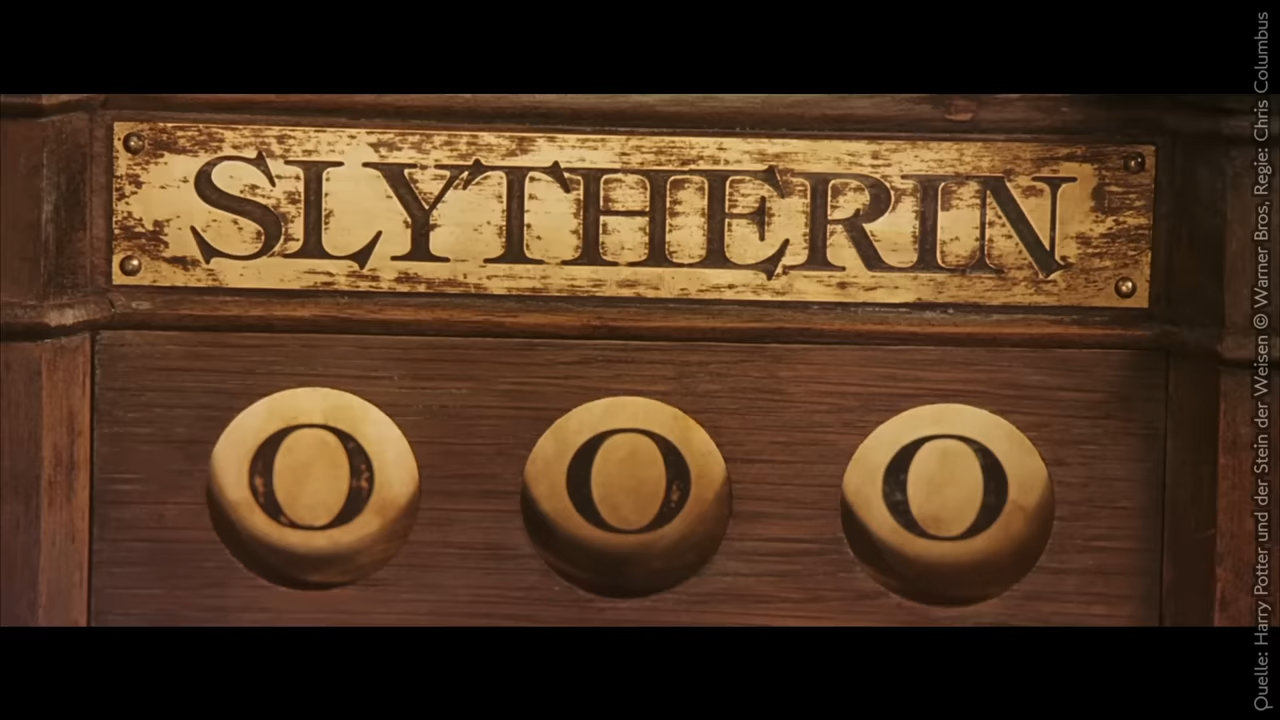 SLYTHERIN
O O O
Quelle: Harry Potter und der Stein der Weisen © Warner Bros, Regie: Chris Columbus